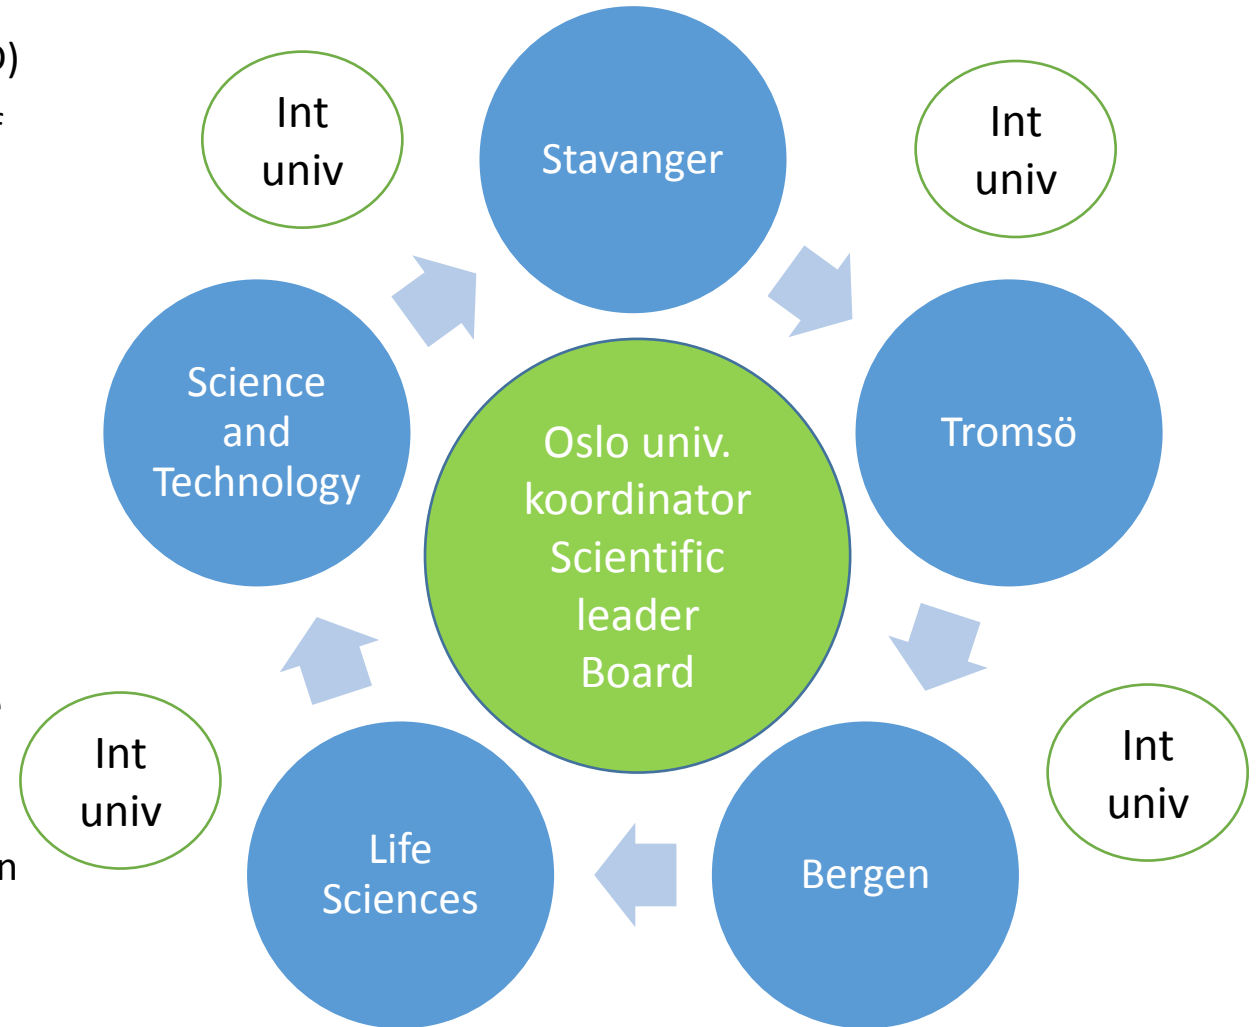 D)
Int
univ
Stavanger
Int
univ
Science
and
Technology
Oslo univ.
koordinator
Scientific
leader
Board
Tromsö
Int
univ
Life
Sciences
Bergen
Int
univ
n